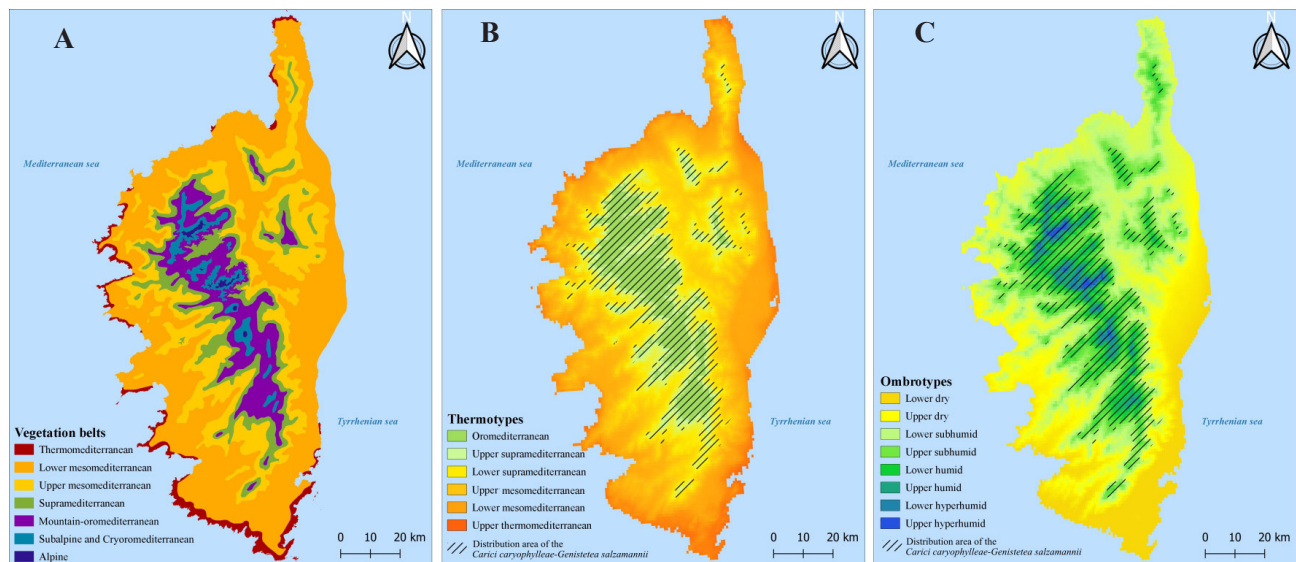 A
N
Mediterranean sea
Tyrrhenian sea
Vegetation belts
Thermomediterranean
Lower mesomediterranean
Upper mesomediterranean
Supramediterranean
Mountain-oromediterranean
Subalpine and Cryoromediterranean
Alpine
0 10 20 km
B
N
Mediterranean sea
Tyrrhenian sea
Thermotypes
Oromediterranean
Upper supramediterranean
Lower supramediterranean
Upper mesomediterranean
Lower mesomediterranean
Upper thermomediterranean
Distribution area of the
Carici caryophylleae-Genistetea salzamannii
0 10 20 km
C
N
Mediterranean sea
Tyrrhenian sea
Ombrotypes
Lower dry
Upper dry
Lower subhumid
Upper subhumid
Lower humid
Upper humid
Lower hyperhumid
Upper hyperhumid
Distribution area of the
Carici caryophylleae-Genistetea salzamannii
0 10 20 km